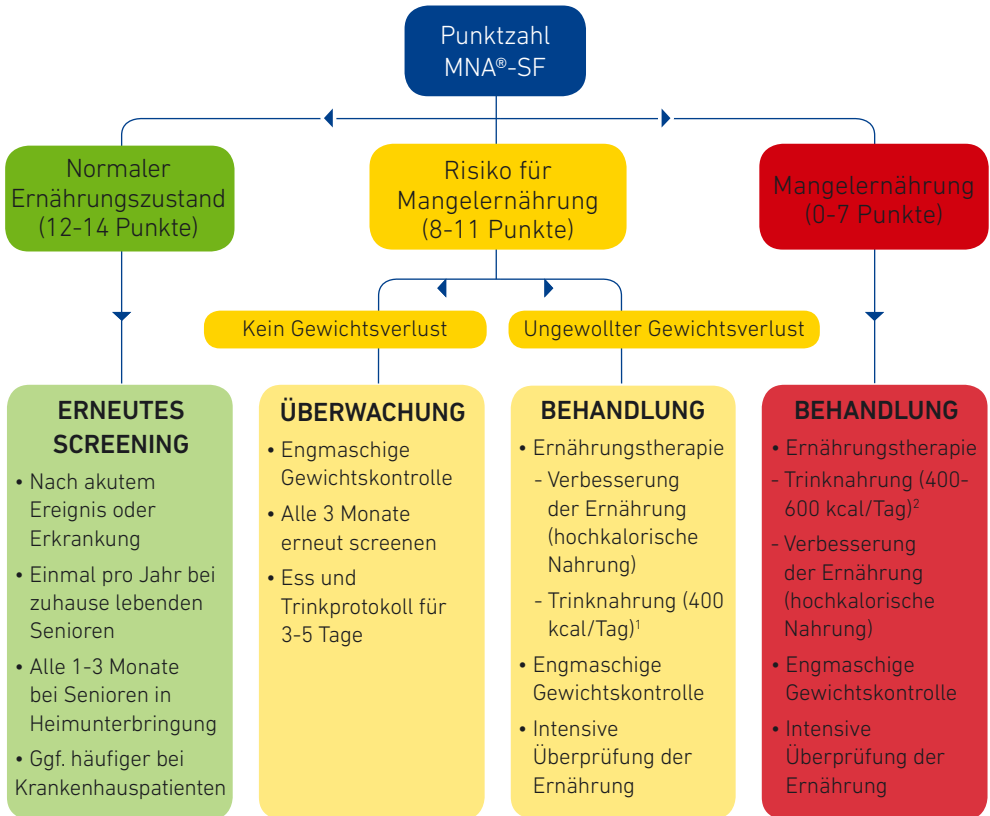 Punktzahl
MNA®-SF
Normaler
Ernährungszustand
(12-14 Punkte)
Risiko für
Mangelernährung
(8-11 Punkte)
Mangelernährung
(0-7 Punkte)
Kein Gewichtsverlust
Ungewollter Gewichtsverlust
ERNEUTES
SCREENING
• Nach akutem
Ereignis oder
Erkrankung
• Einmal pro Jahr bei
zuhause lebenden
Senioren
• Alle 1-3 Monate
bei Senioren in
Heimunterbringung
• Ggf. häufiger bei
Krankenhauspatienten
ÜBERWACHUNG
• Engmaschige
Gewichtskontrolle
• Alle 3 Monate
erneut screenen
• Ess und
Trinkprotokoll für
3-5 Tage
BEHANDLUNG
• Ernährungstherapie
- Verbesserung
der Ernährung
(hochkalorische
Nahrung)
- Trinknahrung (400
kcal/Tag)¹
• Engmaschige
Gewichtskontrolle
• Intensive
Überprüfung der
Ernährung
BEHANDLUNG
• Ernährungstherapie
- Trinknahrung (400-
600 kcal/Tag)²
- Verbesserung
der Ernährung
(hochkalorische
Nahrung)
• Engmaschige
Gewichtskontrolle
• Intensive
Überprüfung der
Ernährung